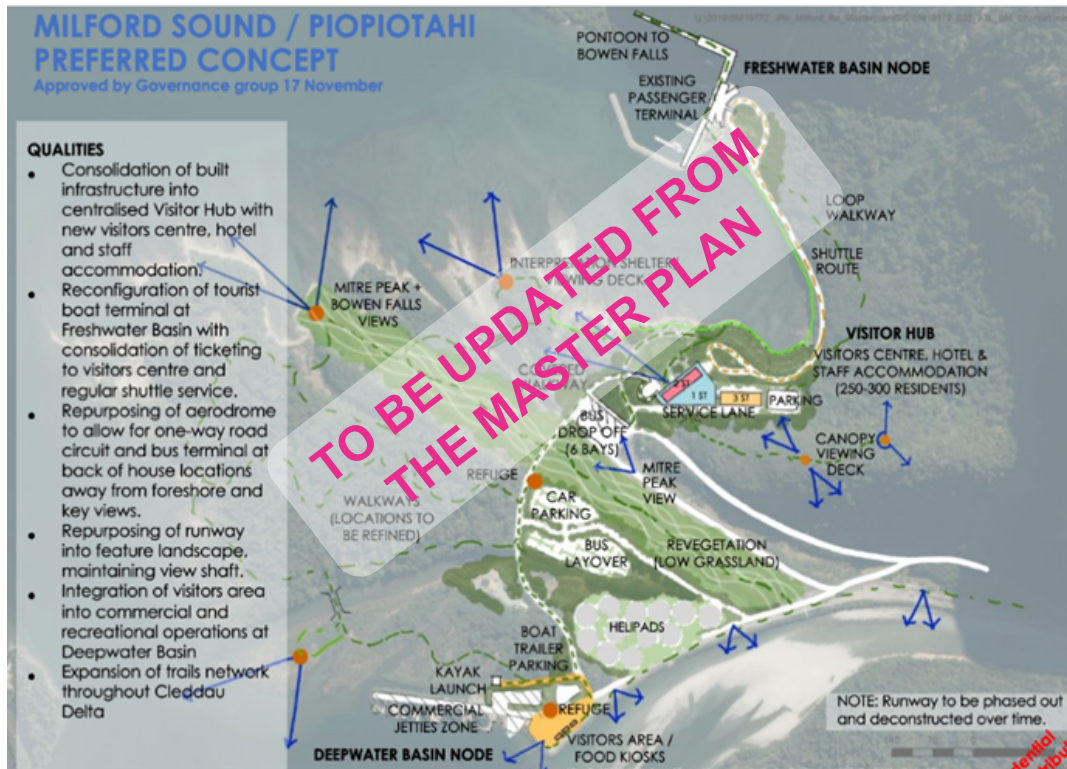 MILFORD SOUND / PIOPIOTAHI
PREFERRED CONCEPT
Approved by Governance group 17 November
QUALITIES
• Consolidation of built
infrastructure into
centralised Visitor Hub with
new visitors centre, hotel
and staff
accommodation.
• Reconfiguration of tourist
boat terminal at
Freshwater Basin with
consolidation of ticketing
to visitors centre and
regular shuttle service.
• Repurposing of aerodrome
to allow for one-way road
circuit and bus terminal at
back of house locations
away from foreshore and
key views.
• Repurposing of runway
into feature landscape,
maintaining view shaft.
• Integration of visitors area
into commercial and
recreational operations at
Deepwater Basin
• Expansion of trails network
throughout Cleddau
Delta
PONTOON TO
BOWEN FALLS
FRESHWATER BASIN NODE
EXISTING
PASSENGER
TERMINAL
LOOP
WALKWAY
SHUTTLE
ROUTE
INTERPRETATION SHELTER/
VIEWING DECK
MITRE PEAK +
BOWEN FALLS
VIEWS
TO BE UPDATED FROM
THE MASTER PLAN
VISITOR HUB
VISITORS CENTRE, HOTEL &
STAFF ACCOMMODATION
(250-300 RESIDENTS)
COVERED
WALKWAY
2 ST
1 ST
3 ST
PARKING
SERVICE LANE
BUS
DROP OFF
(6 BAYS)
CANOPY
VIEWING
DECK
MITRE
PEAK
VIEW
REFUGE
CAR
PARKING
WALKWAYS
(LOCATIONS TO
BE REFINED)
BUS
LAYOVER
REVEGETATION
(LOW GRASSLAND)
HELIPADS
BOAT
TRAILER
PARKING
KAYAK
LAUNCH
COMMERCIAL
JETTIES ZONE
REFUGE
VISITORS AREA /
FOOD KIOSKS
DEEPWATER BASIN NODE
NOTE: Runway to be phased out
and deconstructed over time.